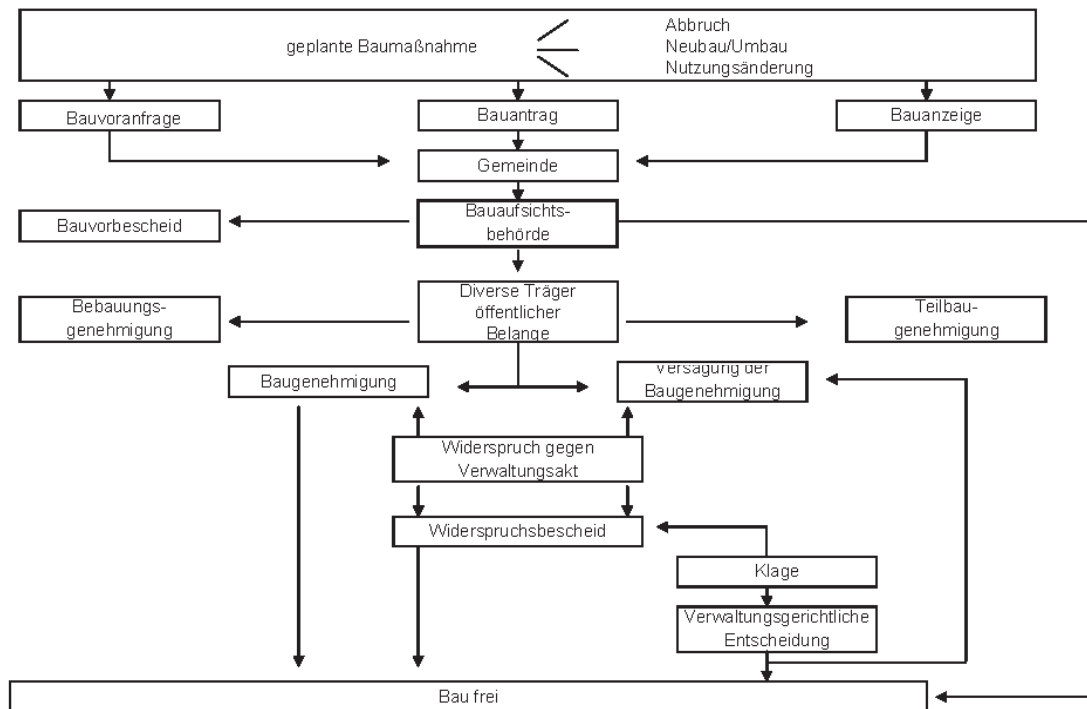 geplante Baumaßnahme
Abbruch
Neubau/Umbau
Nutzungsänderung
Bauvoranfrage
Bauantrag
Bauanzeige
Gemeinde
Bauvorbescheid
Bauaufsichts-
behörde
Bebauungs-
genehmigung
Diverse Träger
öffentlicher
Belange
Teilbau-
genehmigung
Baugenehmigung
Versagung der
Baugenehmigung
Widerspruch gegen
Verwaltungsakt
Widerspruchsbescheid
Klage
Verwaltungsgerichtliche
Entscheidung
Bau frei